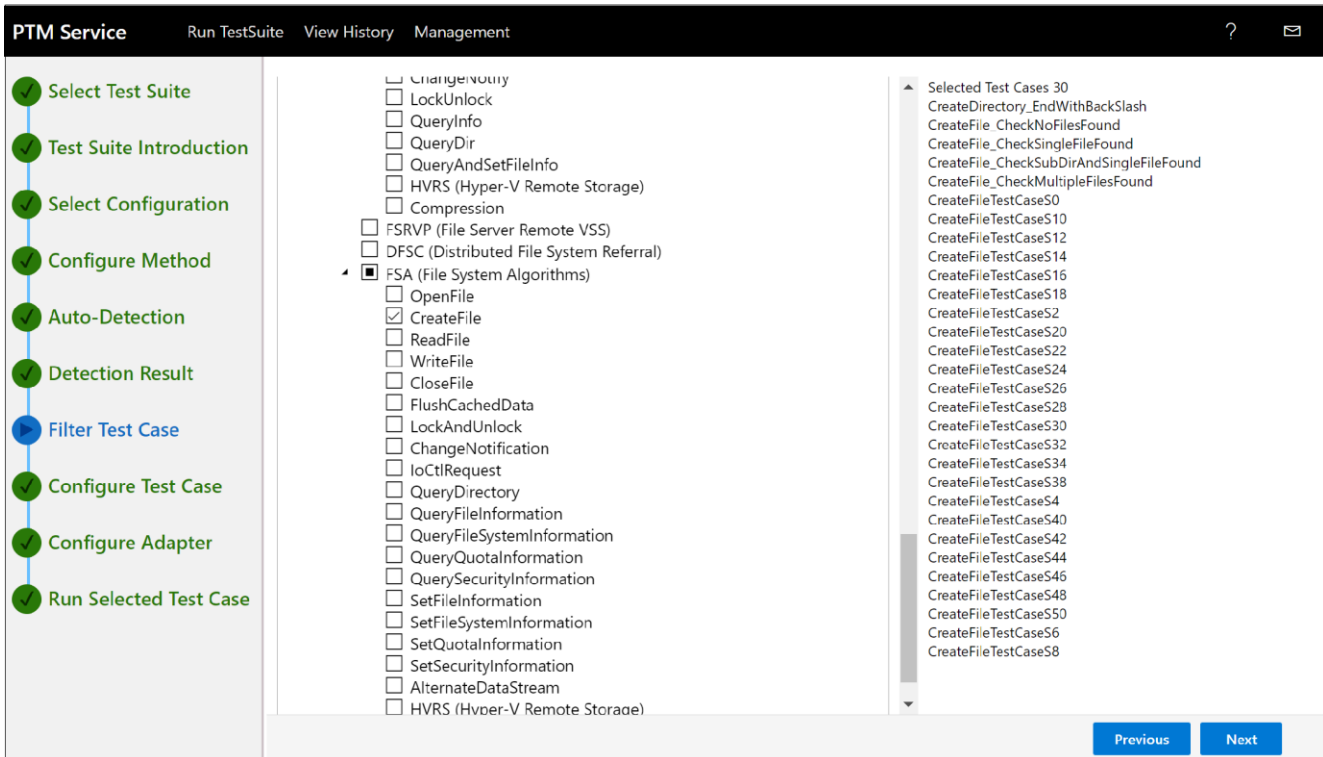 PTM Service
Run TestSuite
View History
Management
?
Select Test Suite
Test Suite Introduction
Select Configuration
Configure Method
Auto-Detection
Detection Result
Filter Test Case
Configure Test Case
Configure Adapter
Run Selected Test Case
ChangeNotify
LockUnlock
QueryInfo
QueryDir
QueryAndSetFileInfo
HVRS (Hyper-V Remote Storage)
Compression
FSRVP (File Server Remote VSS)
DFSC (Distributed File System Referral)
FSA (File System Algorithms)
OpenFile
CreateFile
ReadFile
WriteFile
CloseFile
FlushCachedData
LockAndUnlock
ChangeNotification
IoCtlRequest
QueryDirectory
QueryFileInformation
QueryFileSystemInformation
QueryQuotaInformation
QuerySecurityInformation
SetFileInformation
SetFileSystemInformation
SetQuotaInformation
SetSecurityInformation
AlternateDataStream
HVRS (Hyper-V Remote Storage)
Selected Test Cases 30
CreateDirectory_EndWithBackSlash
CreateFile_CheckNoFilesFound
CreateFile_CheckSingleFileFound
CreateFile_CheckSubDirAndSingleFileFound
CreateFile_CheckMultipleFilesFound
CreateFileTestCaseS0
CreateFileTestCaseS10
CreateFileTestCaseS12
CreateFileTestCaseS14
CreateFileTestCaseS16
CreateFileTestCaseS18
CreateFileTestCaseS2
CreateFileTestCaseS20
CreateFileTestCaseS22
CreateFileTestCaseS24
CreateFileTestCaseS26
CreateFileTestCaseS28
CreateFileTestCaseS30
CreateFileTestCaseS32
CreateFileTestCaseS34
CreateFileTestCaseS38
CreateFileTestCaseS4
CreateFileTestCaseS40
CreateFileTestCaseS42
CreateFileTestCaseS44
CreateFileTestCaseS46
CreateFileTestCaseS48
CreateFileTestCaseS50
CreateFileTestCaseS6
CreateFileTestCaseS8
Previous
Next